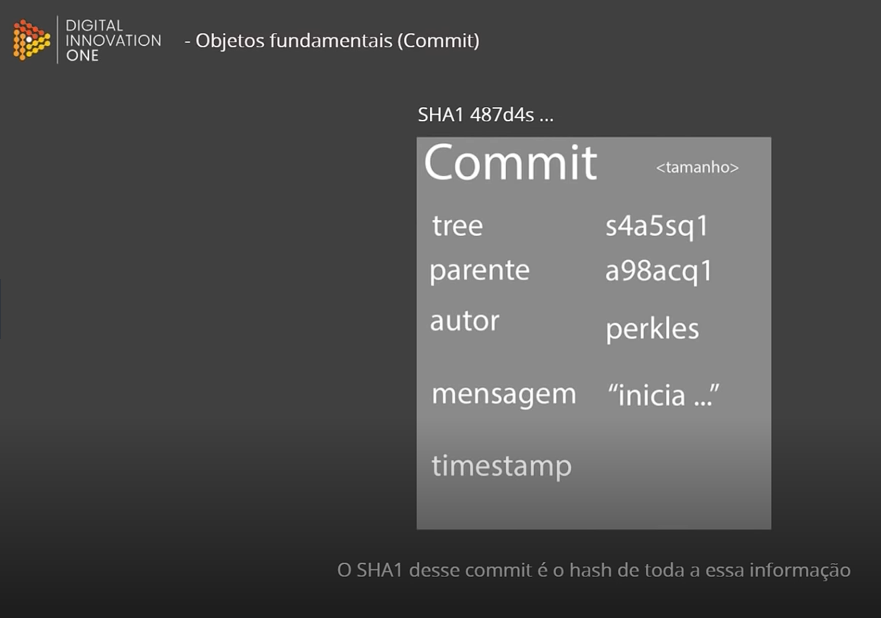 DIGITAL
INNOVATION
ONE
- Objetos fundamentais (Commit)
SHA1 487d4s ...
Commit <tamanho>
tree s4a5sq1
parente a98acq1
autor perkles
mensagem “inicia ...”
timestamp
O SHA1 desse commit é o hash de toda a essa informação